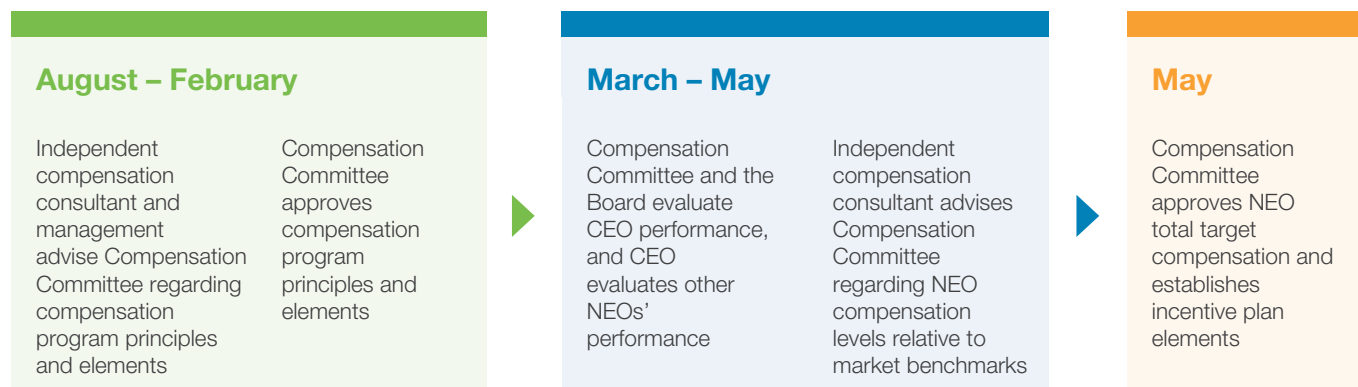 August – February
Independent
compensation
consultant and
management
advise Compensation
Committee regarding
compensation
program principles
and elements
Compensation
Committee
approves
compensation
program
principles and
elements
March – May
Compensation
Committee and the
Board evaluate
CEO performance,
and CEO
evaluates other
NEOs’
performance
Independent
compensation
consultant advises
Compensation
Committee
regarding NEO
compensation
levels relative to
market benchmarks
May
Compensation
Committee
approves NEO
total target
compensation and
establishes
incentive plan
elements